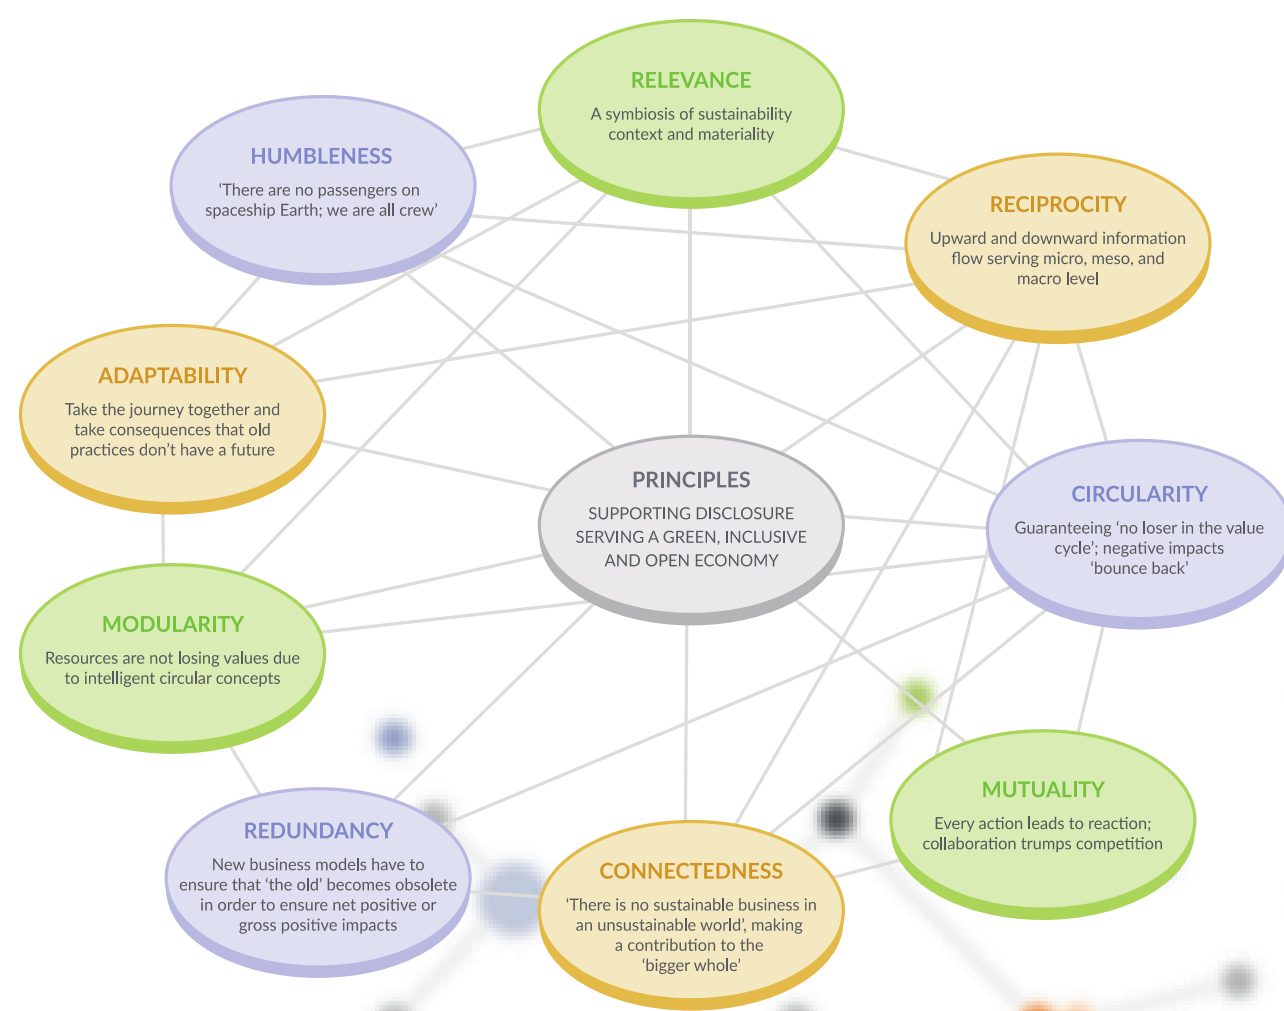 RELEVANCE
A symbiosis of sustainability
context and materiality
HUMBLENESS
‘There are no passengers on
spaceship Earth; we are all crew’
RECIPROCITY
Upward and downward information
flow serving micro, meso, and
macro level
ADAPTABILITY
Take the journey together and
take consequences that old
practices don’t have a future
PRINCIPLES
SUPPORTING DISCLOSURE
SERVING A GREEN, INCLUSIVE
AND OPEN ECONOMY
CIRCULARITY
Guaranteeing ‘no loser in the value
cycle’; negative impacts
‘bounce back’
MODULARITY
Resources are not losing values due
to intelligent circular concepts
MUTUALITY
Every action leads to reaction;
collaboration trumps competition
REDUNDANCY
New business models have to
ensure that ‘the old’ becomes obsolete
in order to ensure net positive or
gross positive impacts
CONNECTEDNESS
‘There is no sustainable business in
an unsustainable world’, making
a contribution to the
‘bigger whole’